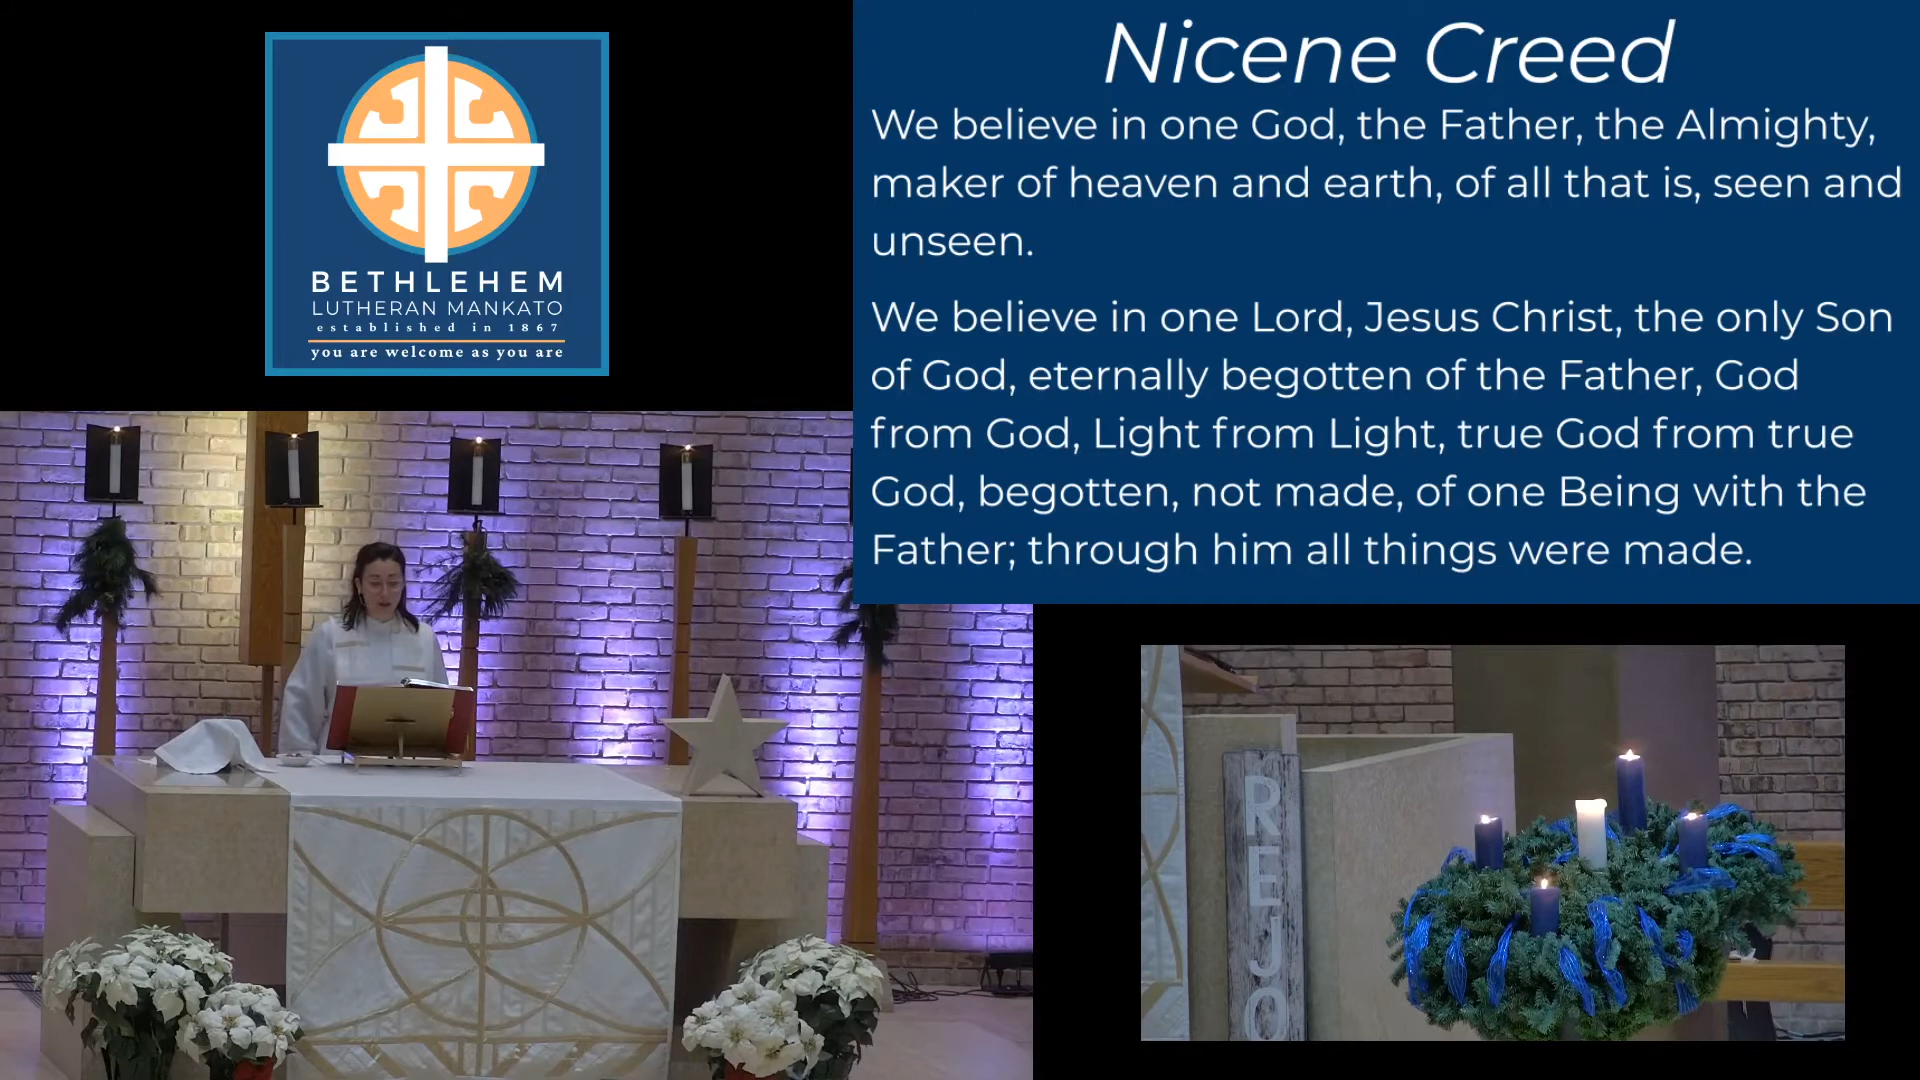 BETHLEHEM
LUTHERAN MANKATO
established in 1867
you are welcome as you are
Nicene Creed
We believe in one God, the Father, the Almighty,
maker of heaven and earth, of all that is, seen and
unseen.
We believe in one Lord, Jesus Christ, the only Son
of God, eternally begotten of the Father, God
from God, Light from Light, true God from true
God, begotten, not made, of one Being with the
Father; through him all things were made.
REJO